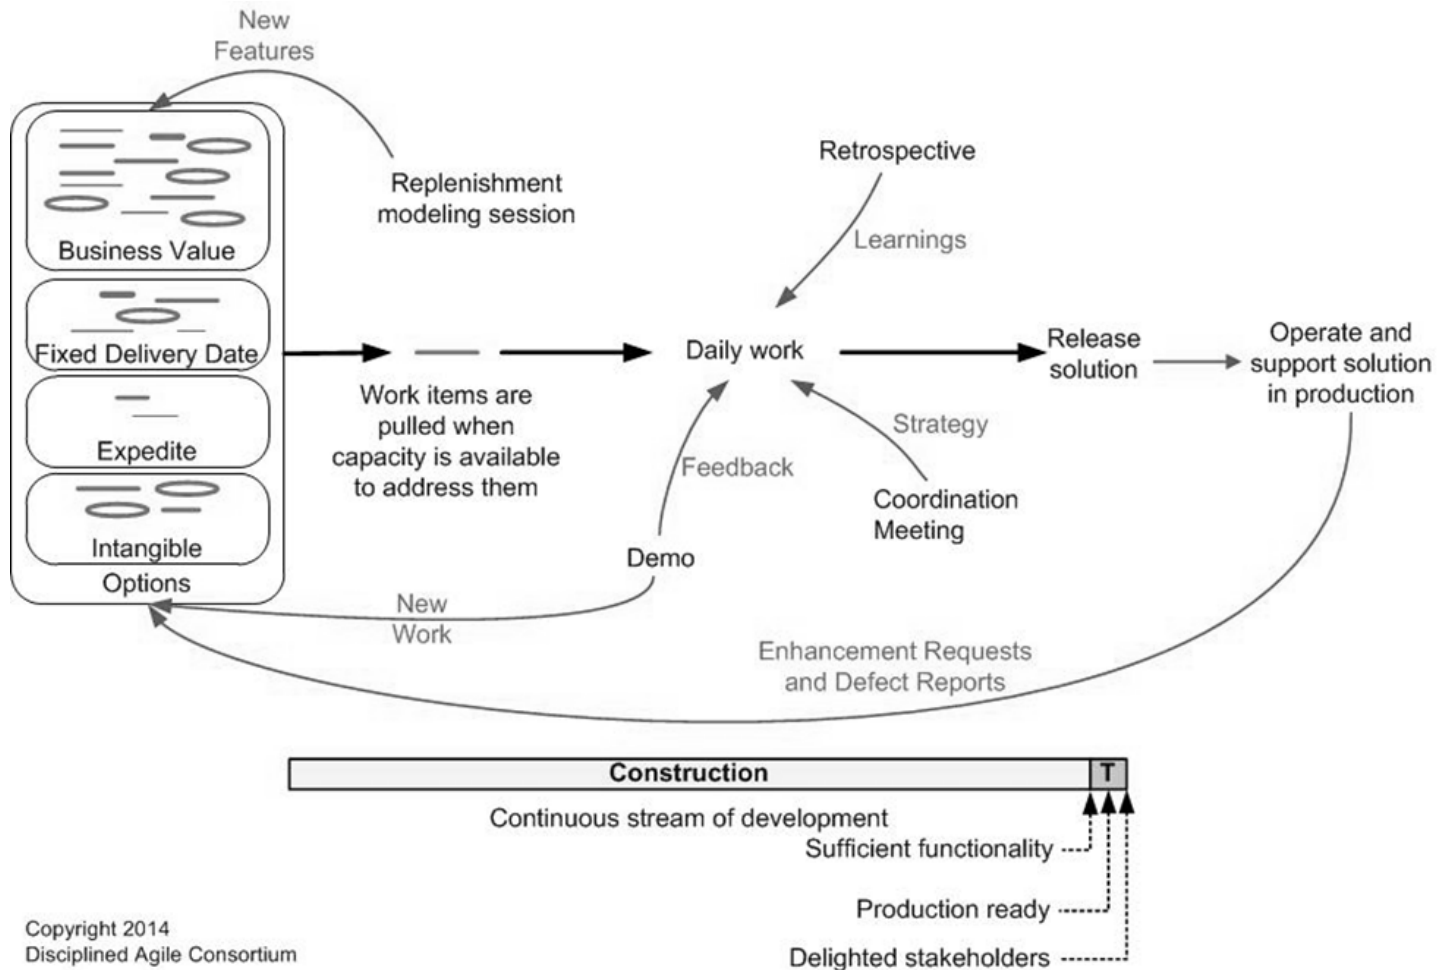 New
Features
Replenishment
modeling session
Business Value
Fixed Delivery Date
Expedite
Intangible
Options
Work items are
pulled when
capacity is available
to address them
Retrospective
Learnings
Daily work
Feedback
Strategy
Coordination
Meeting
Demo
New
Work
Release
solution
Operate and
support solution
in production
Enhancement Requests
and Defect Reports
Construction
T
Continuous stream of development
Sufficient functionality
Production ready
Delighted stakeholders
Copyright 2014
Disciplined Agile Consortium